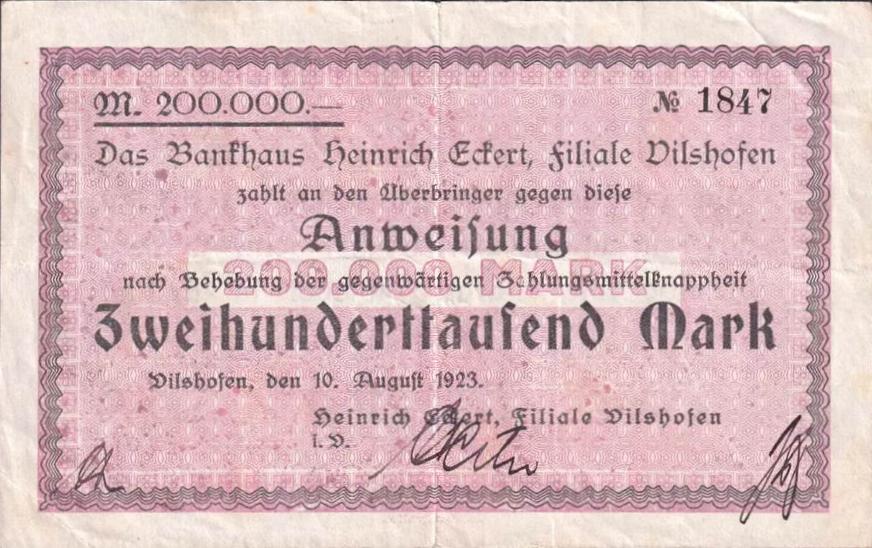 M. 200.000.— № 1847
Das Bankhaus Heinrich Eckert, Filiale Vilshofen
zahlt an den Überbringer gegen diese
Anweisung
200.000 MARK
nach Behebung der gegenwärtigen Zahlungsmittelknappheit
Zweihunderttausend Mark
Vilshofen, den 10. August 1923.
Heinrich Eckert, Filiale Vilshofen
i. V.